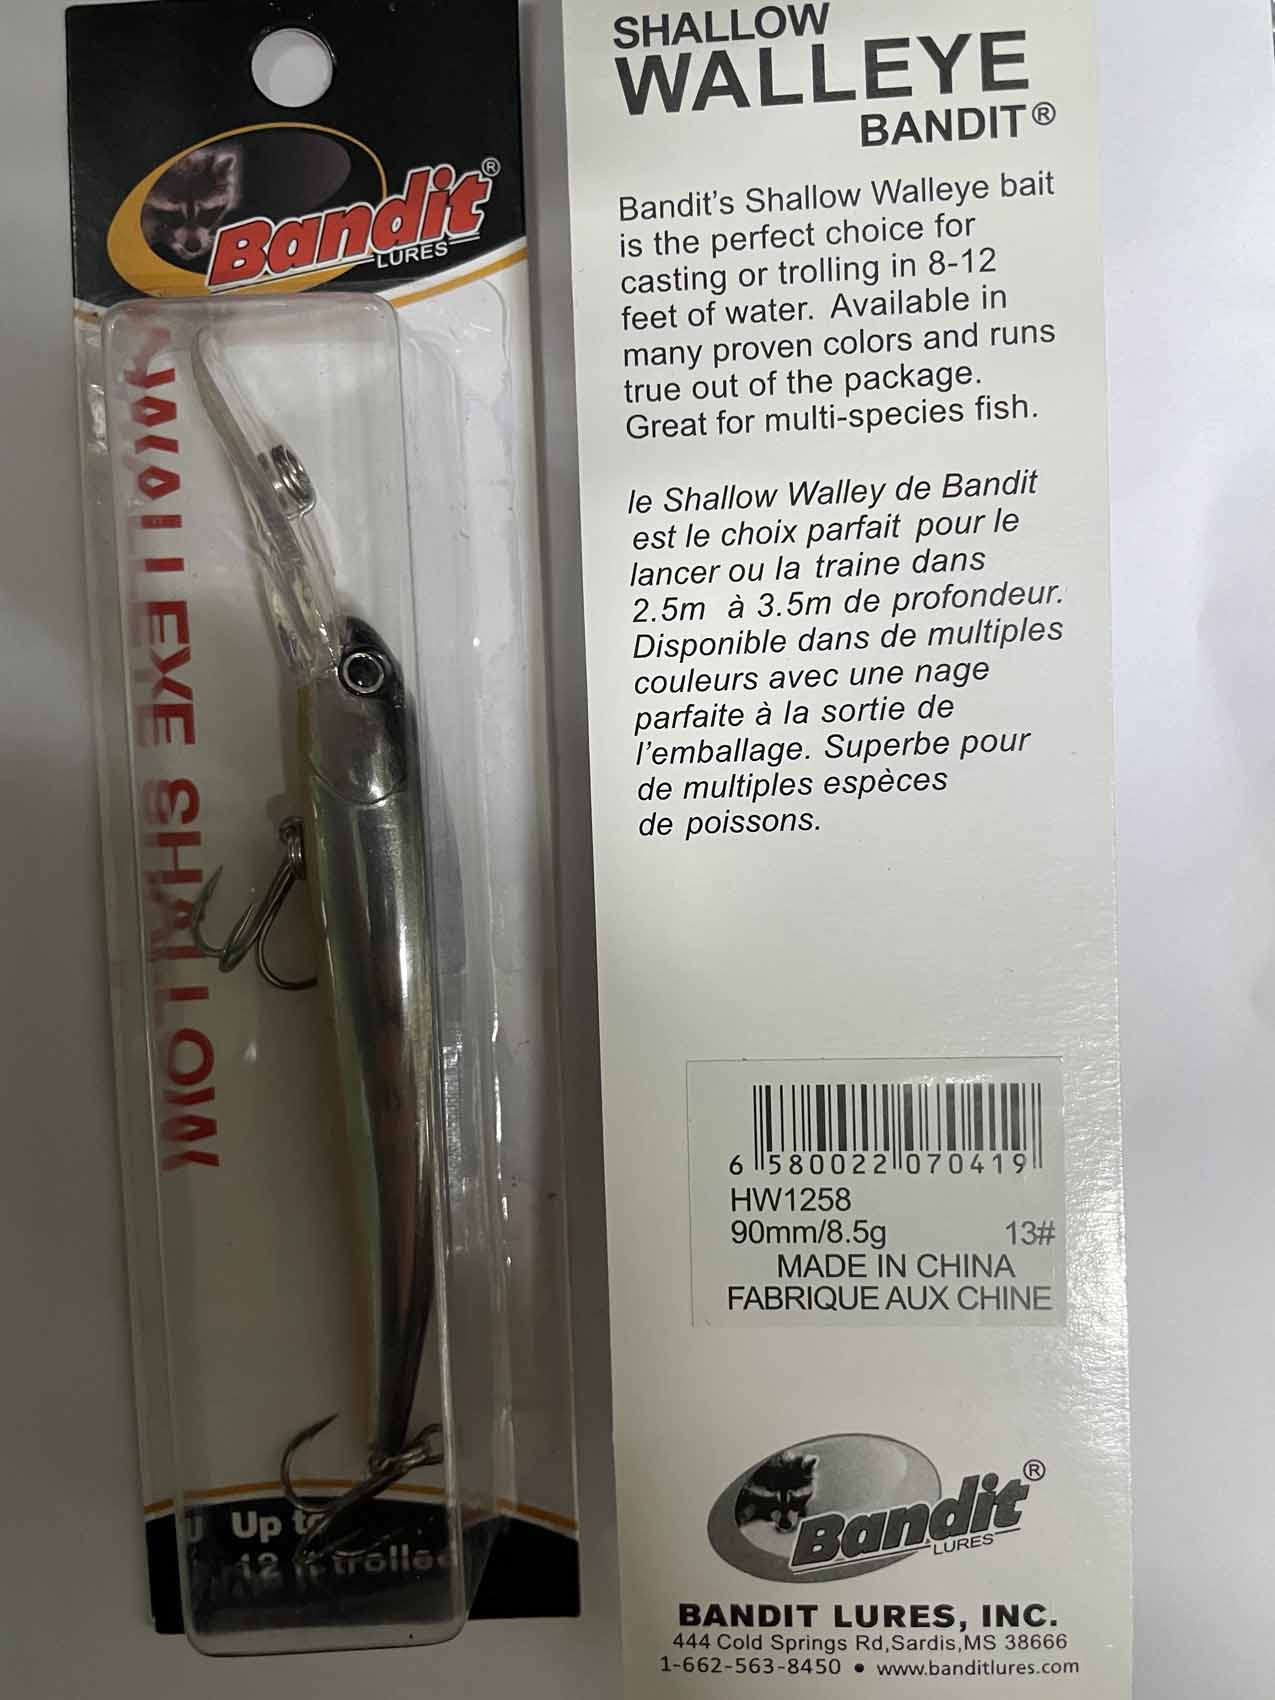 Bandit®
LURES
WALLEYE SHALLOW
Up to
12 ft trolled
SHALLOW
WALLEYE
BANDIT®
Bandit's Shallow Walleye bait
is the perfect choice for
casting or trolling in 8-12
feet of water. Available in
many proven colors and runs
true out of the package.
Great for multi-species fish.
le Shallow Walley de Bandit
est le choix parfait pour le
lancer ou la traine dans
2.5m à 3.5m de profondeur.
Disponible dans de multiples
couleurs avec une nage
parfaite à la sortie de
l'emballage. Superbe pour
de multiples espèces
de poissons.
6 580022 070419
HW1258
90mm/8.5g 13#
MADE IN CHINA
FABRIQUE AUX CHINE
Bandit®
LURES
BANDIT LURES, INC.
444 Cold Springs Rd,Sardis,MS 38666
1-662-563-8450 • www.banditlures.com